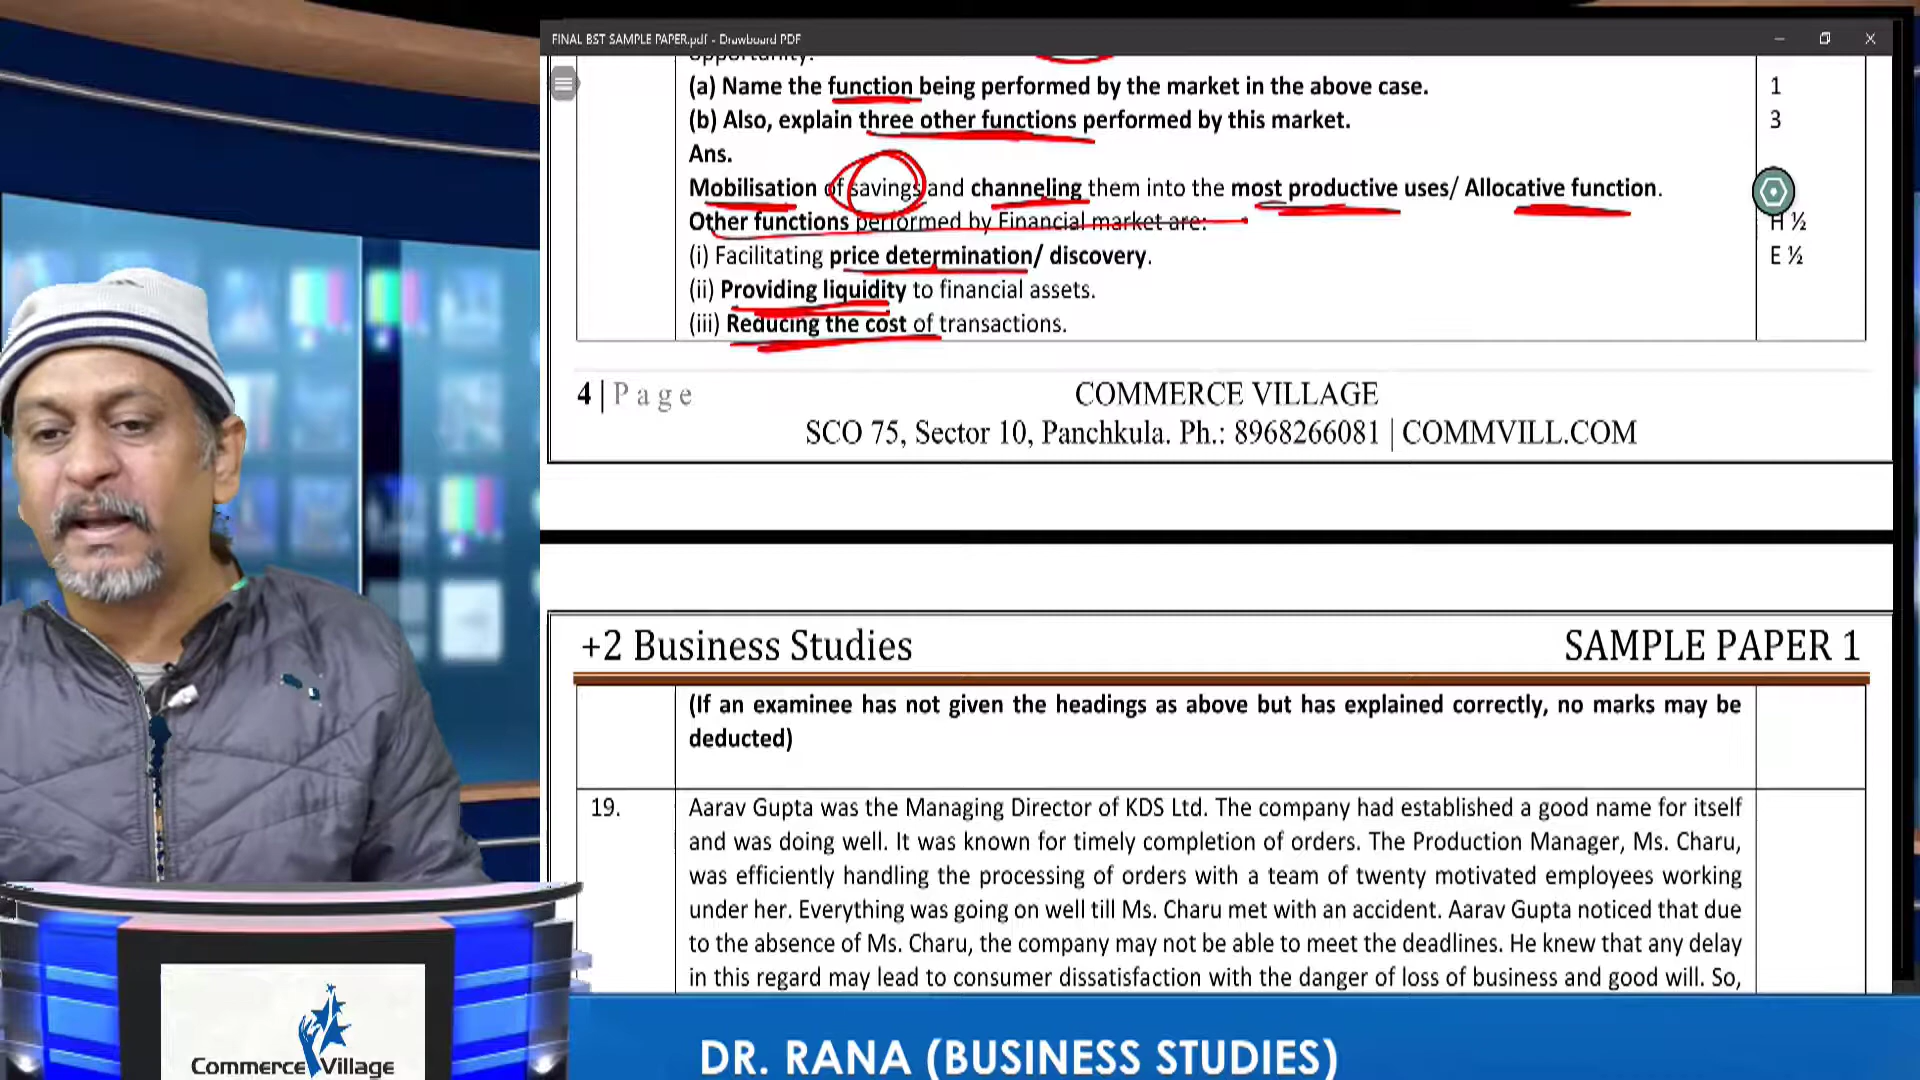 FINAL BST SAMPLE PAPER.pdf - Drawboard PDF
opportunity.
(a) Name the function being performed by the market in the above case. 1
(b) Also, explain three other functions performed by this market. 3
Ans.
Mobilisation of savings and channeling them into the most productive uses/ Allocative function.
Other functions performed by Financial market are: H ½
(i) Facilitating price determination/ discovery. E ½
(ii) Providing liquidity to financial assets.
(iii) Reducing the cost of transactions.
4 | Page COMMERCE VILLAGE
SCO 75, Sector 10, Panchkula. Ph.: 8968266081 | COMMVILL.COM
+2 Business Studies SAMPLE PAPER 1
(If an examinee has not given the headings as above but has explained correctly, no marks may be
deducted)
19. Aarav Gupta was the Managing Director of KDS Ltd. The company had established a good name for itself
and was doing well. It was known for timely completion of orders. The Production Manager, Ms. Charu,
was efficiently handling the processing of orders with a team of twenty motivated employees working
under her. Everything was going on well till Ms. Charu met with an accident. Aarav Gupta noticed that due
to the absence of Ms. Charu, the company may not be able to meet the deadlines. He knew that any delay
in this regard may lead to consumer dissatisfaction with the danger of loss of business and good will. So,
Commerce Village
DR. RANA (BUSINESS STUDIES)